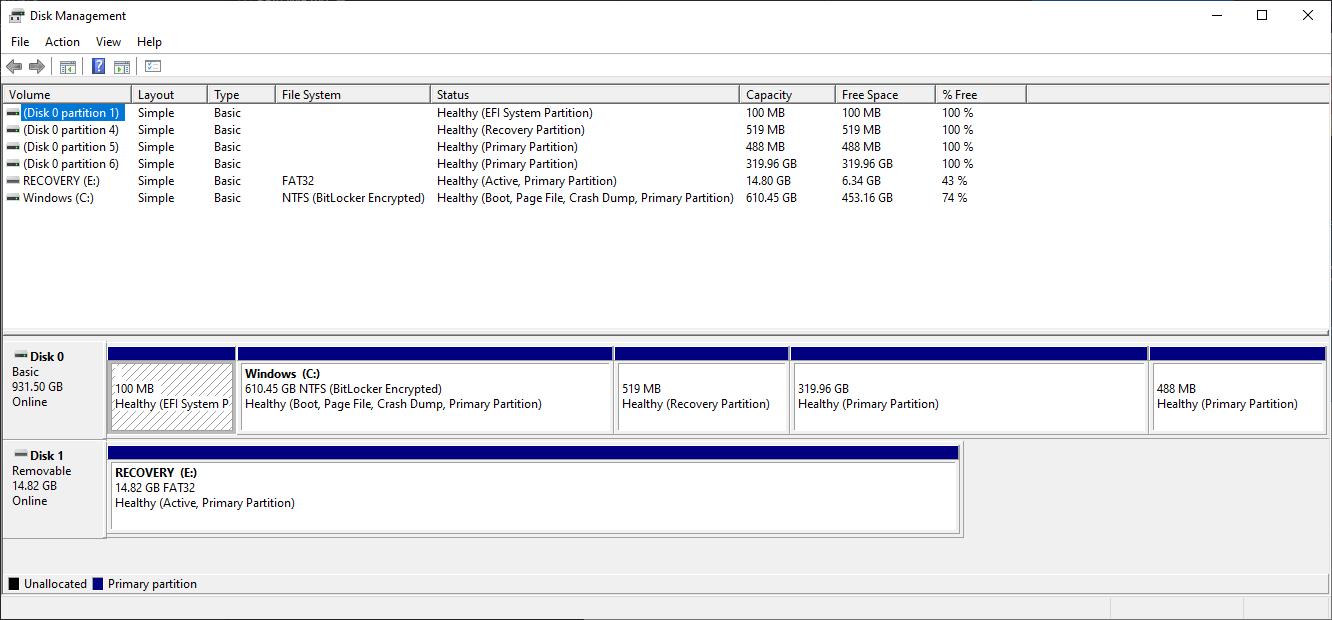 Disk Management
File Action View Help
Volume Layout Type File System Status Capacity Free Space % Free
(Disk 0 partition 1) Simple Basic Healthy (EFI System Partition) 100 MB 100 MB 100 %
(Disk 0 partition 4) Simple Basic Healthy (Recovery Partition) 519 MB 519 MB 100 %
(Disk 0 partition 5) Simple Basic Healthy (Primary Partition) 488 MB 488 MB 100 %
(Disk 0 partition 6) Simple Basic Healthy (Primary Partition) 319.96 GB 319.96 GB 100 %
RECOVERY (E:) Simple Basic FAT32 Healthy (Active, Primary Partition) 14.80 GB 6.34 GB 43 %
Windows (C:) Simple Basic NTFS (BitLocker Encrypted) Healthy (Boot, Page File, Crash Dump, Primary Partition) 610.45 GB 453.16 GB 74 %
Disk 0
Basic
931.50 GB
Online
100 MB
Healthy (EFI System P
Windows (C:)
610.45 GB NTFS (BitLocker Encrypted)
Healthy (Boot, Page File, Crash Dump, Primary Partition)
519 MB
Healthy (Recovery Partition)
319.96 GB
Healthy (Primary Partition)
488 MB
Healthy (Primary Partition)
Disk 1
Removable
14.82 GB
Online
RECOVERY (E:)
14.82 GB FAT32
Healthy (Active, Primary Partition)
Unallocated Primary partition